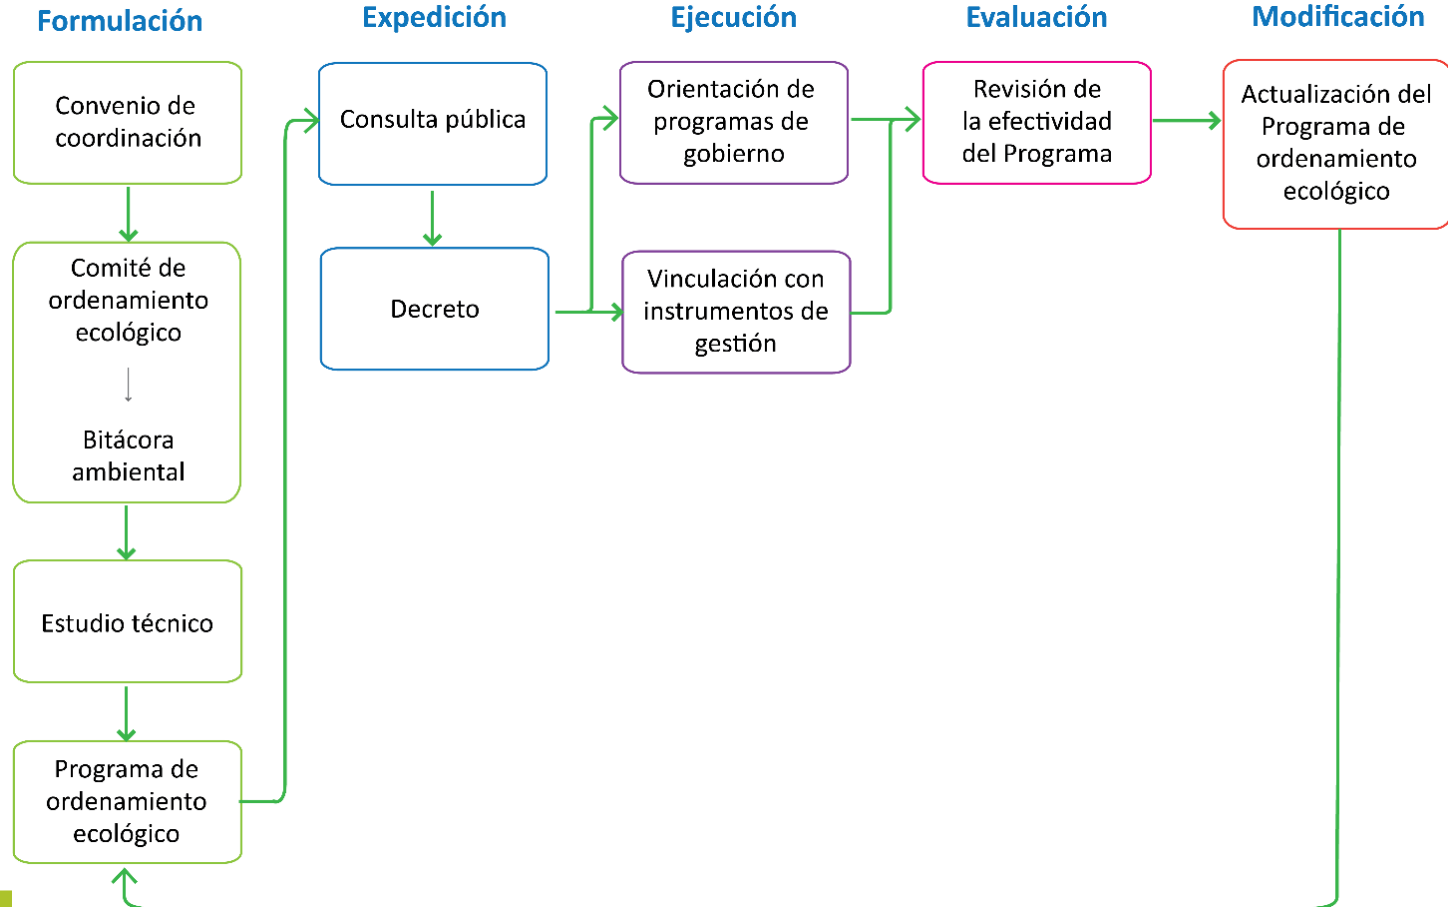 Formulación
Convenio de
coordinación
Comité de
ordenamiento
ecológico
Bitácora
ambiental
Estudio técnico
Programa de
ordenamiento
ecológico
Expedición
Consulta pública
Decreto
Ejecución
Orientación de
programas de
gobierno
Vinculación con
instrumentos de
gestión
Evaluación
Revisión de
la efectividad
del Programa
Modificación
Actualización del
Programa de
ordenamiento
ecológico